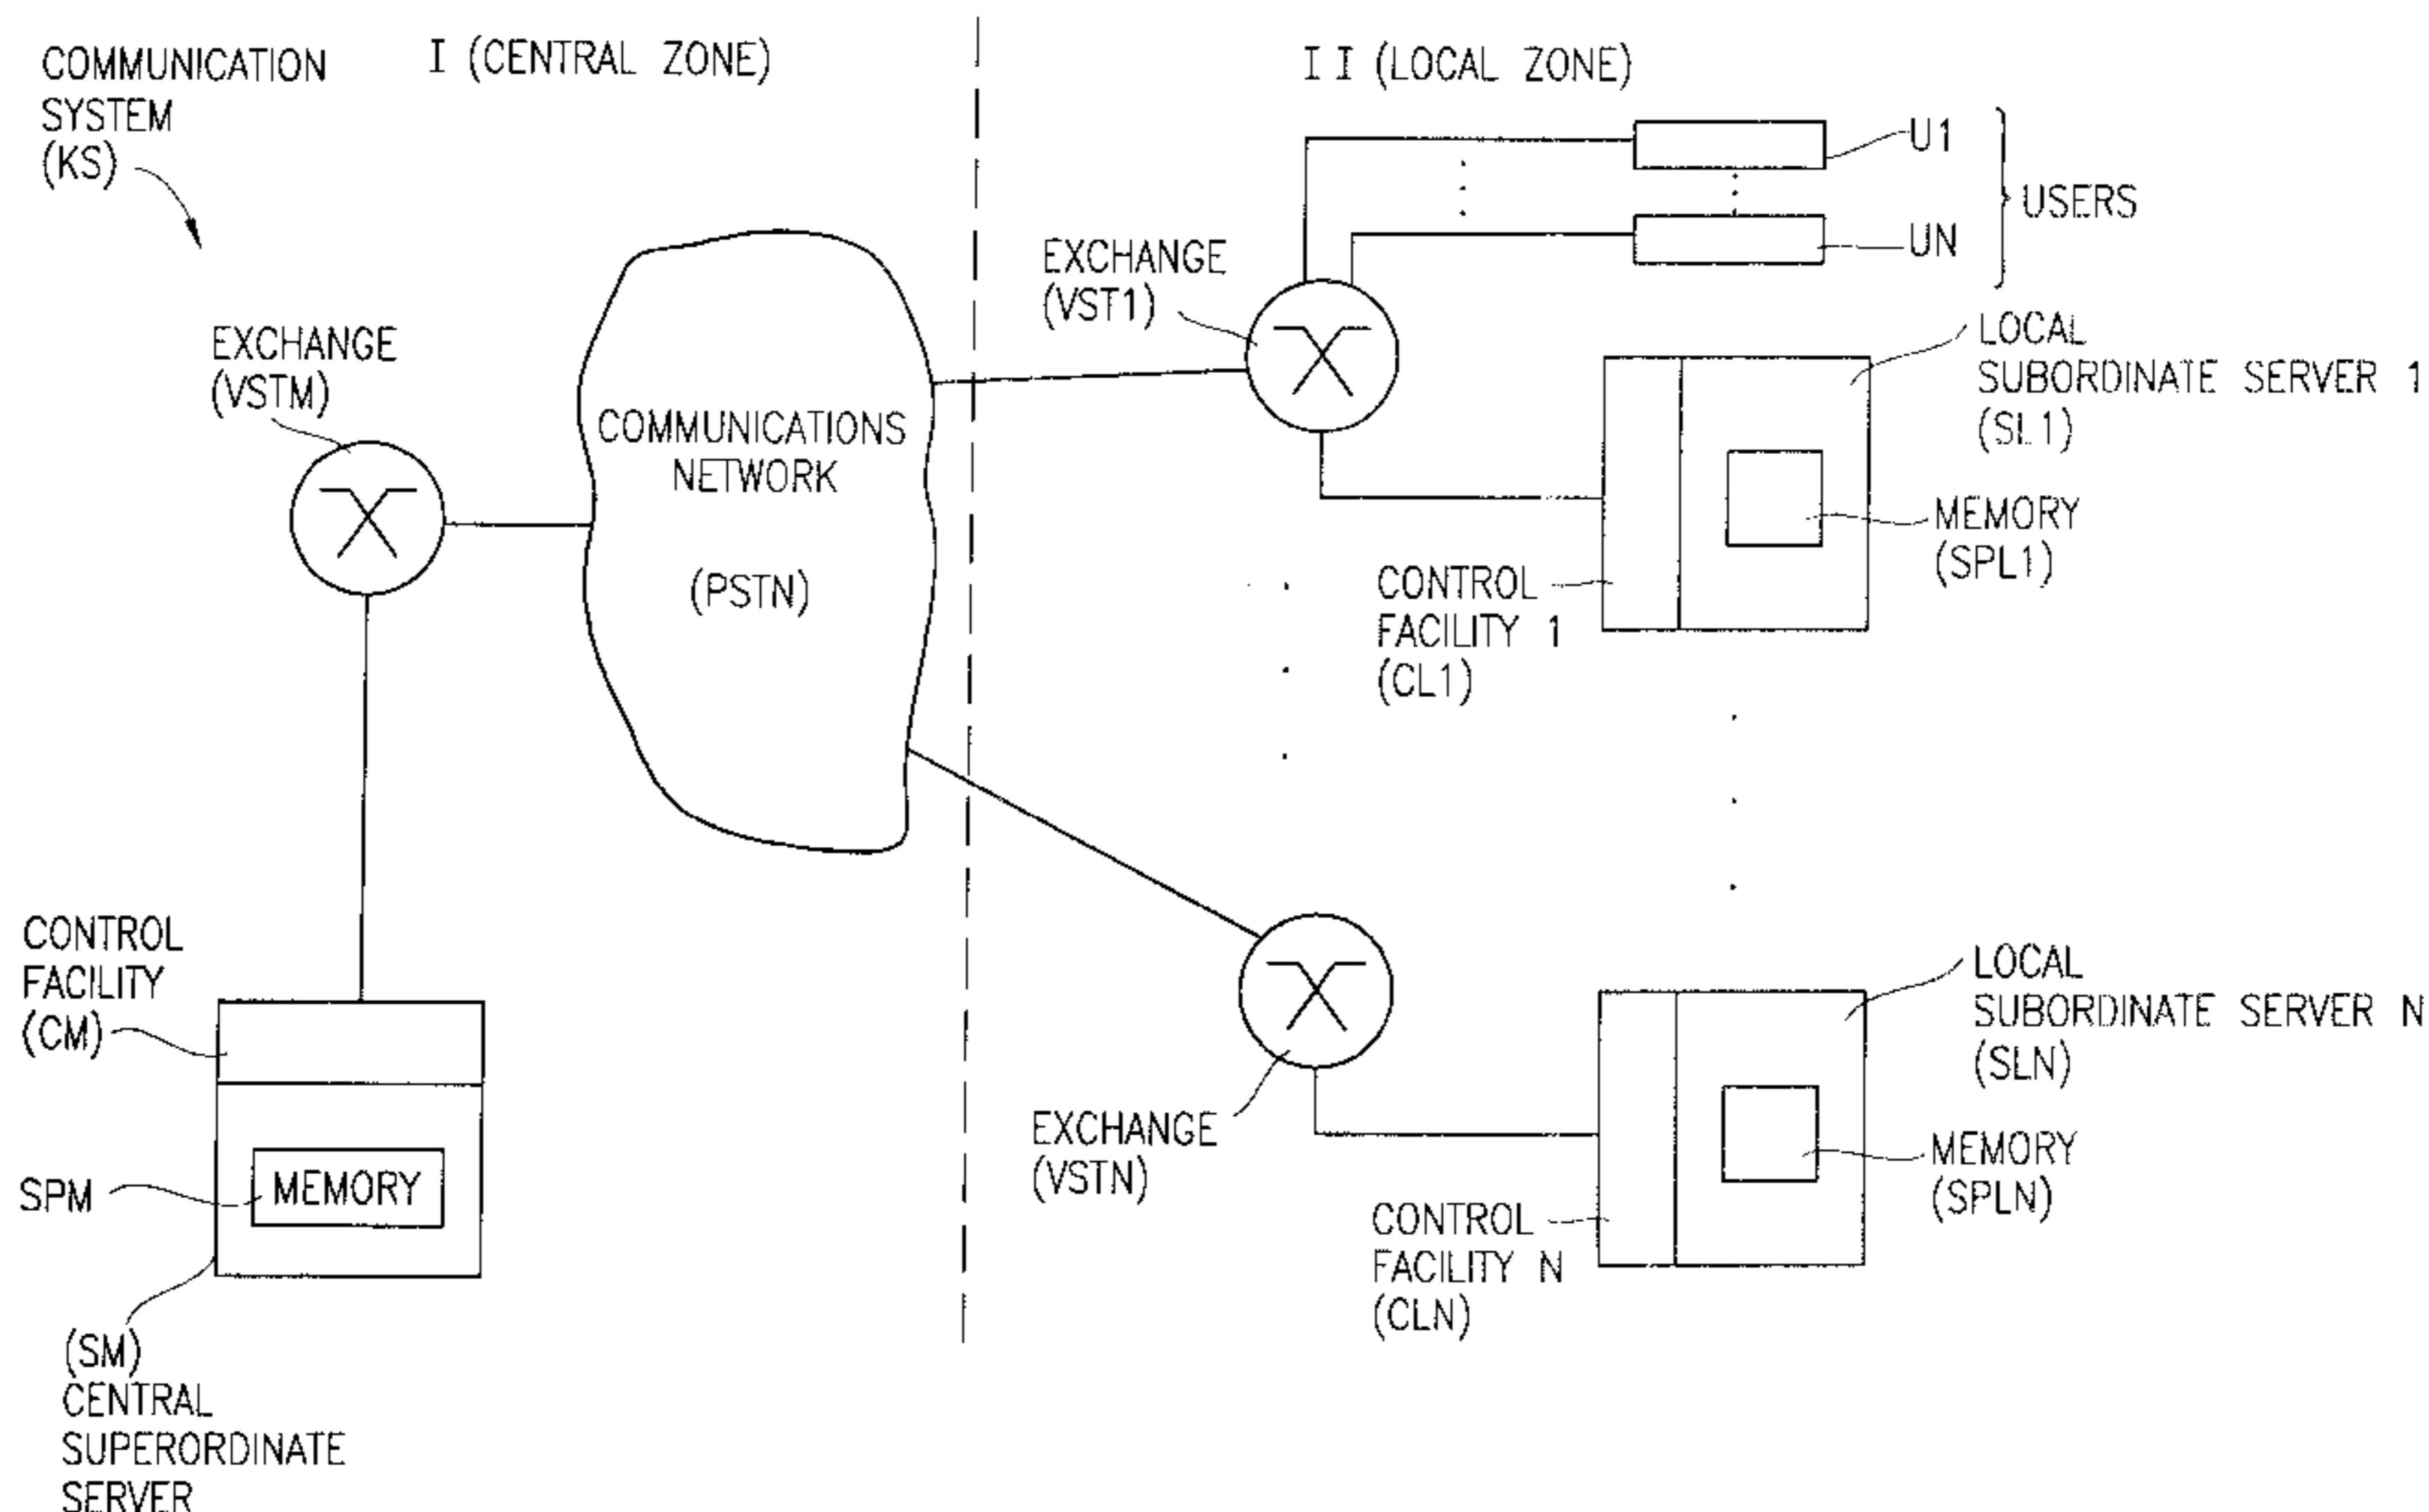 COMMUNICATION
SYSTEM
(KS)
I (CENTRAL ZONE)
II (LOCAL ZONE)
U1
UN
USERS
EXCHANGE
(VST1)
EXCHANGE
(VSTM)
COMMUNICATIONS
NETWORK
(PSTN)
LOCAL
SUBORDINATE SERVER 1
(SL1)
MEMORY
(SPL1)
CONTROL
FACILITY 1
(CL1)
CONTROL
FACILITY
(CM)
SPM
MEMORY
(SM)
CENTRAL
SUPERORDINATE
SERVER
EXCHANGE
(VSTN)
LOCAL
SUBORDINATE SERVER N
(SLN)
MEMORY
(SPLN)
CONTROL
FACILITY N
(CLN)